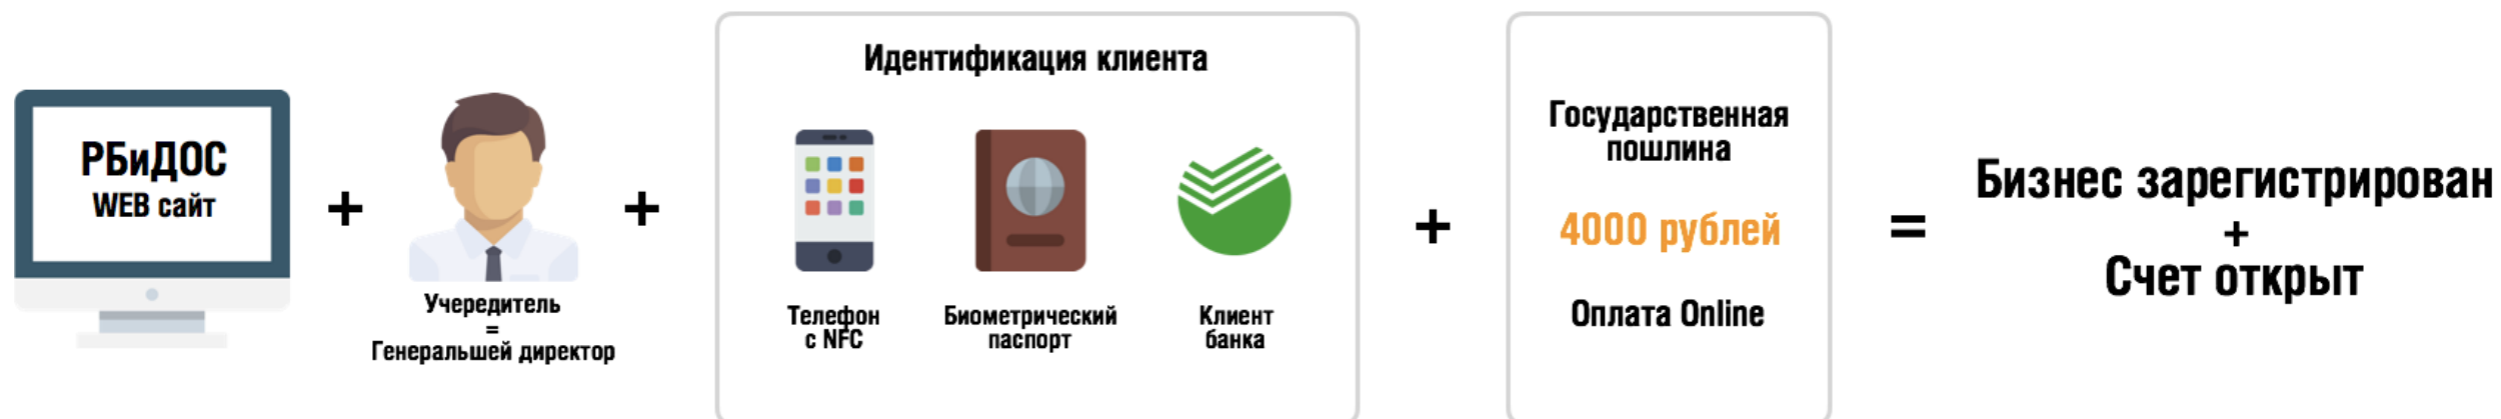 РБиДОС
WEB сайт
+
Учередитель
=
Генеральшей директор
+
Идентификация клиента
Телефон
с NFC
Биометрический
паспорт
Клиент
банка
+
Государственная
пошлина
4000 рублей
Оплата Online
=
Бизнес зарегистрирован
+
Счет открыт